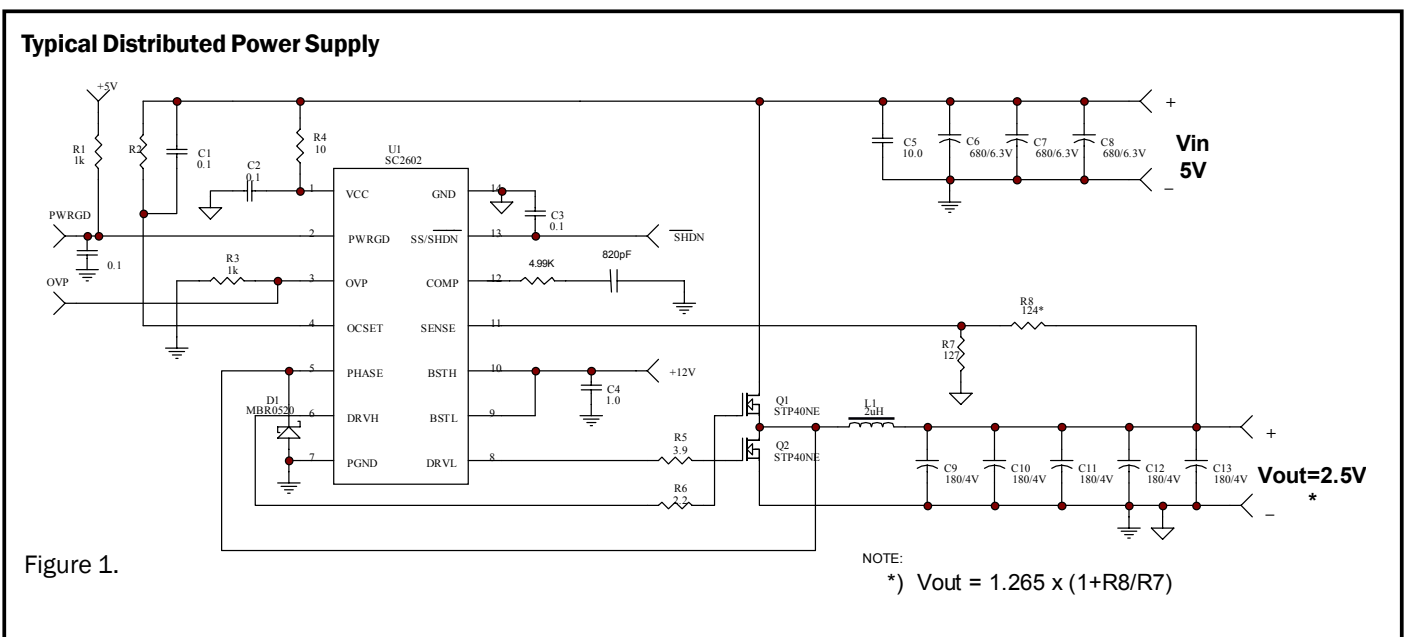 Typical Distributed Power Supply
+5V
R1
1k
R2
C1
0.1
R4
10
C2
0.1
U1
SC2602
1
VCC
GND
14
C3
0.1
PWRGD
2
PWRGD
SS/SHDN
13
SHDN
0.1
R3
1k
OVP
3
OVP
COMP
12
4.99K
820pF
4
OCSET
SENSE
11
R7
127
R8
124*
5
PHASE
BSTH
10
+12V
C4
1.0
D1
MBR0520
6
DRVH
BSTL
9
7
PGND
DRVL
8
R5
3.9
R6
2.2
Q1
STP40NE
Q2
STP40NE
L1
2uH
C5
10.0
C6
680/6.3V
C7
680/6.3V
C8
680/6.3V
+
Vin
5V
_
C9
180/4V
C10
180/4V
C11
180/4V
C12
180/4V
C13
180/4V
+
Vout=2.5V
*
_
Figure 1.
NOTE:
*) Vout = 1.265 x (1+R8/R7)